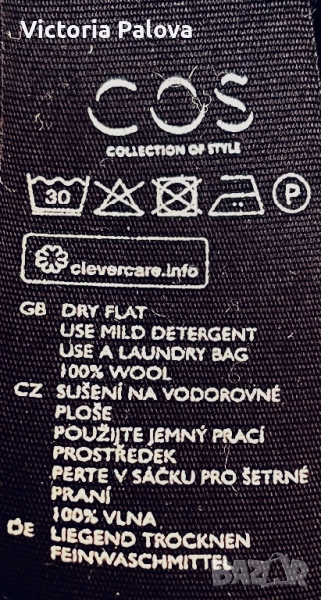 Victoria Palova
COS
COLLECTION OF STYLE
30 P
clevercare.info
GB DRY FLAT
USE MILD DETERGENT
USE A LAUNDRY BAG
100% WOOL
CZ SUŠENÍ NA VODOROVNÉ
PLOŠE
POUŽIJTE JEMNÝ PRACÍ
PROSTŘEDEK
PERTE V SÁČKU PRO ŠETRNÉ
PRANÍ
100% VLNA
DE LIEGEND TROCKNEN
FEINWASCHMITTEL
BAZAR